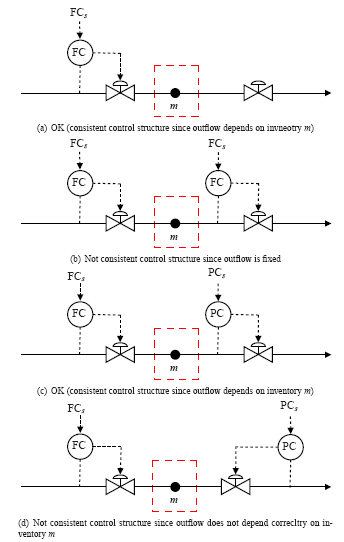 FCs
FC
m
(a) OK (consistent control structure since outflow depends on invneotry m)
FCs FCs
FC FC
m
(b) Not consistent control structure since outflow is fixed
FCs PCs
FC PC
m
(c) OK (consistent control structure since outflow depends on inventory m)
FCs PCs
FC PC
m
(d) Not consistent control structure since outflow does not depend correcltry on in-
ventory m